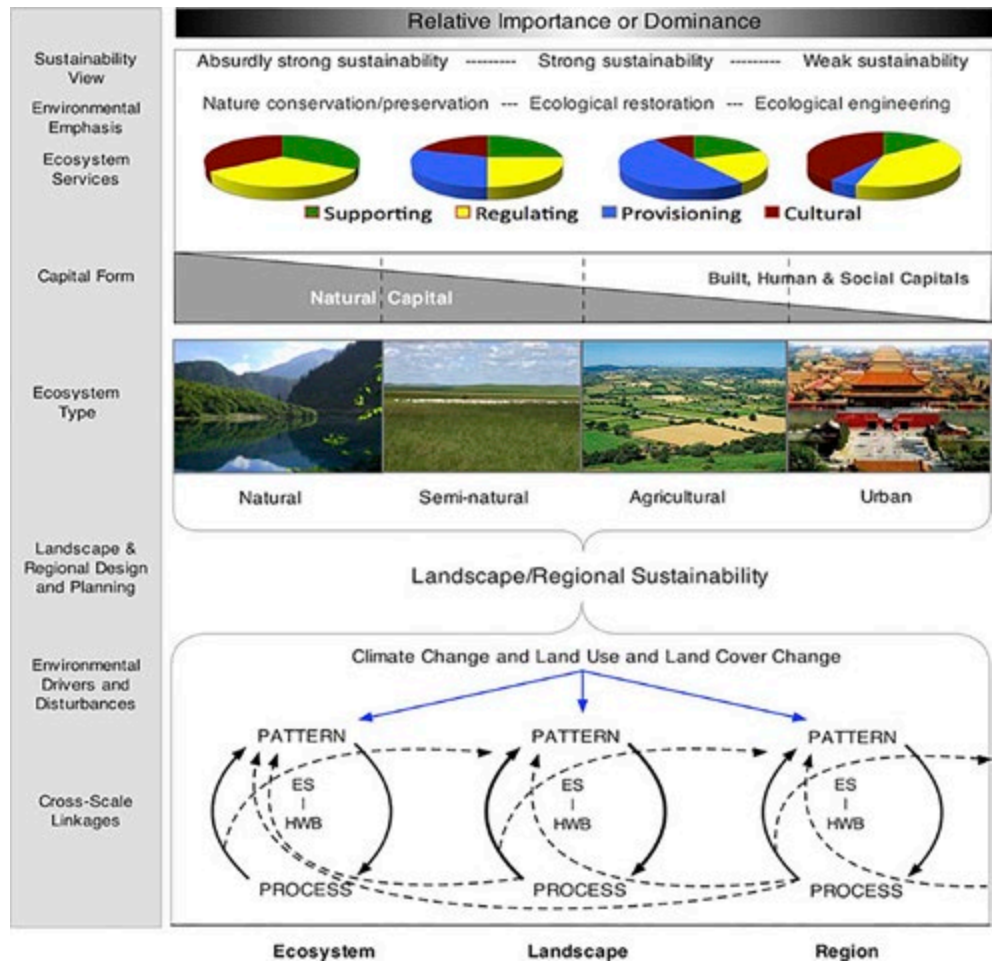 Relative Importance or Dominance
Sustainability
View
Absurdly strong sustainability --------- Strong sustainability -------- Weak sustainability
Environmental
Emphasis
Nature conservation/preservation --- Ecological restoration -- Ecological engineering
Ecosystem
Services
Supporting Regulating Provisioning Cultural
Capital Form
Natural Capital
Built, Human & Social Capitals
Ecosystem
Type
Natural Semi-natural Agricultural Urban
Landscape &
Regional Design
and Planning
Landscape/Regional Sustainability
Environmental
Drivers and
Disturbances
Climate Change and Land Use and Land Cover Change
Cross-Scale
Linkages
PATTERN PATTERN PATTERN
ES ES ES
HWB HWB HWB
PROCESS PROCESS PROCESS
Ecosystem Landscape Region